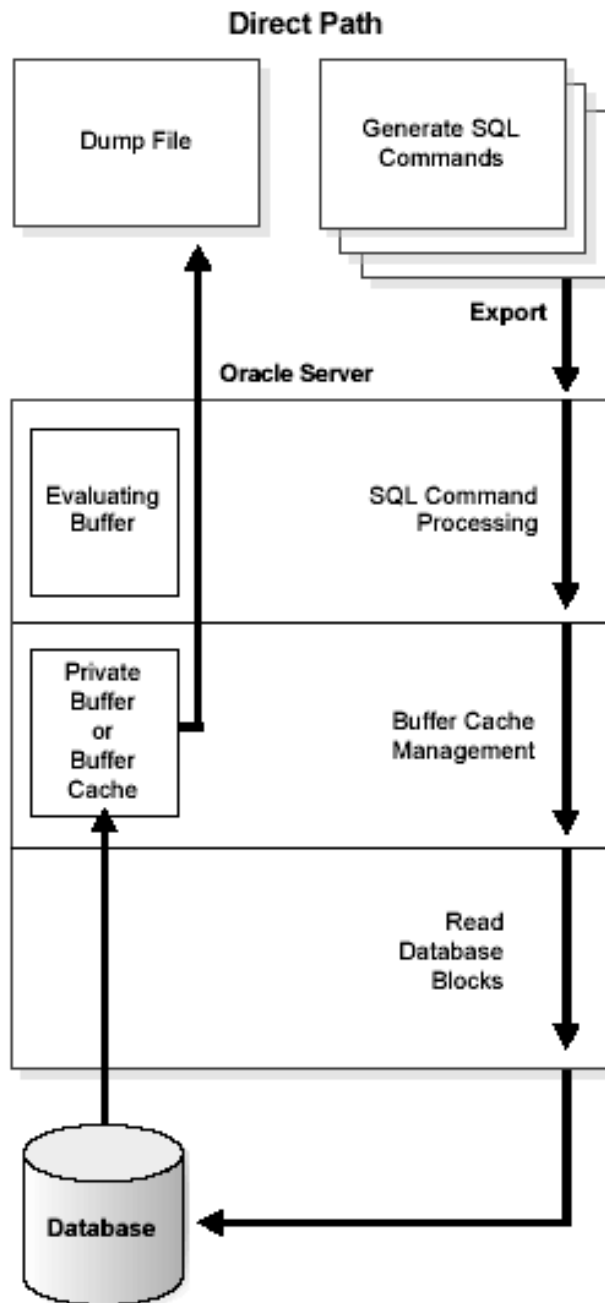 Direct Path
Dump File
Generate SQL
Commands
Export
Oracle Server
Evaluating
Buffer
SQL Command
Processing
Private
Buffer
or
Buffer
Cache
Buffer Cache
Management
Read
Database
Blocks
Database